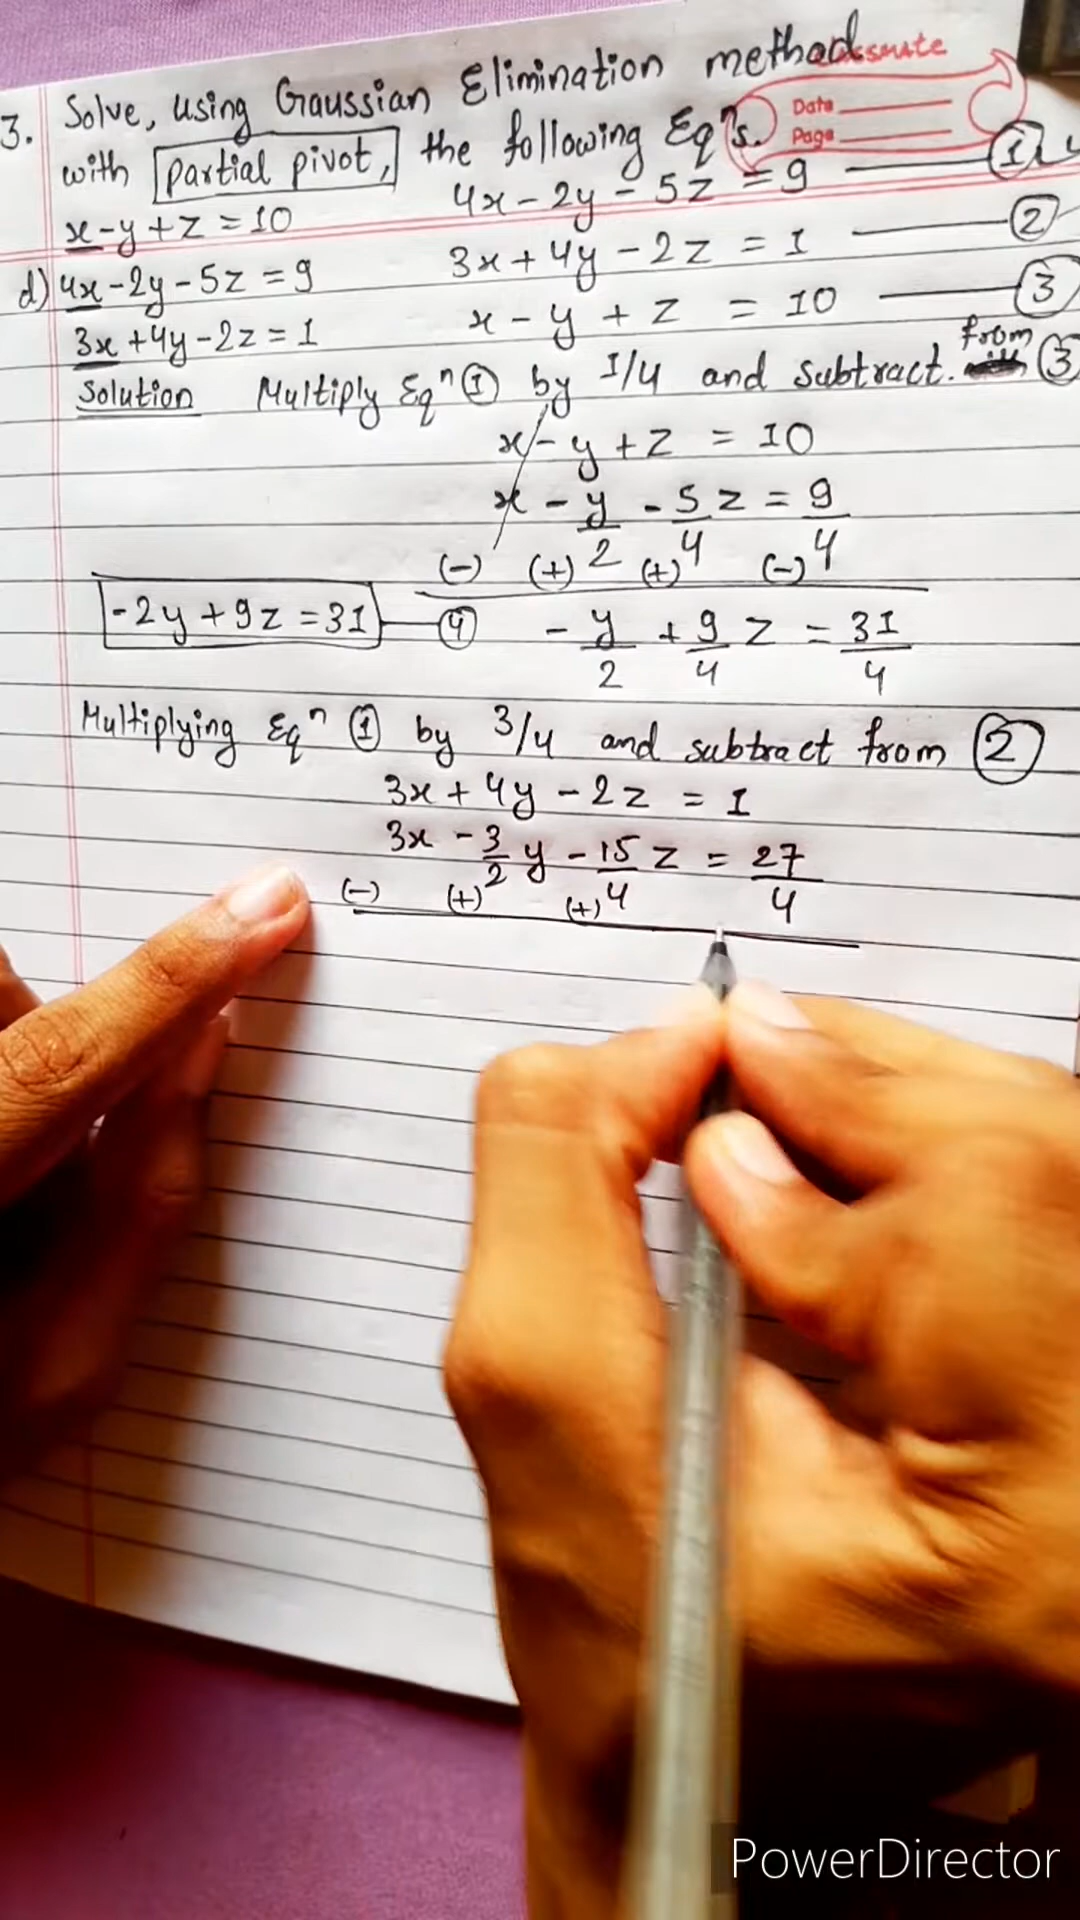 3. Solve, using Gaussian Elimination method
with partial pivot, the following Eqⁿs.
Date
Page
x-y+z=10
d) 4x-2y-5z=9
3x+4y-2z=1
4x-2y-5z=9 ①
3x+4y-2z=1 ②
x-y+z=10 ③
Solution Multiply Eqⁿ ① by 1/4 and subtract. from ③
x-y+z=10
x-y/2-5/4z=9/4
(-) (+) (+) (-)
-2y+9z=31 ④ -y/2+9/4z=31/4
Multiplying Eqⁿ ① by 3/4 and subtract from ②
3x+4y-2z=1
3x-3/2y-15/4z=27/4
(-) (+) (+)
PowerDirector